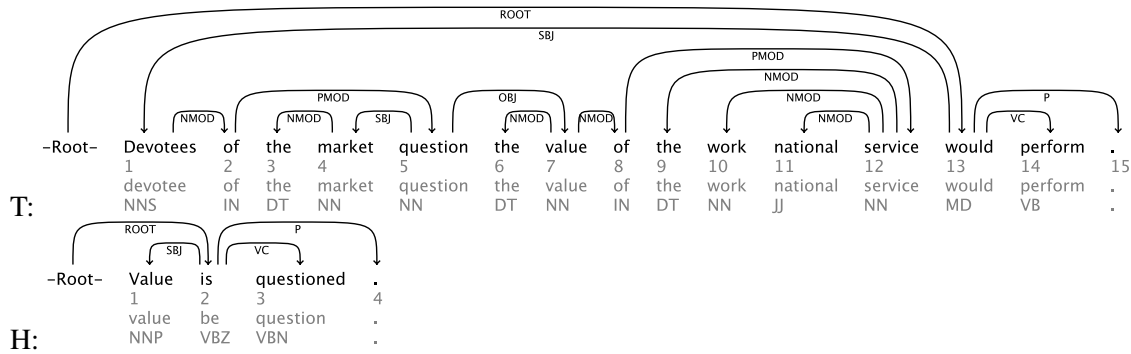 ROOT
SBJ
PMOD
NMOD
PMOD OBJ NMOD P
NMOD NMOD SBJ NMOD NMOD NMOD VC
–Root– Devotees of the market question the value of the work national service would perform .
1 2 3 4 5 6 7 8 9 10 11 12 13 14 15
devotee of the market question the value of the work national service would perform .
T: NNS IN DT NN NN DT NN IN DT NN JJ NN MD VB .
ROOT P
SBJ VC
–Root– Value is questioned .
1 2 3 4
value be question .
H: NNP VBZ VBN .